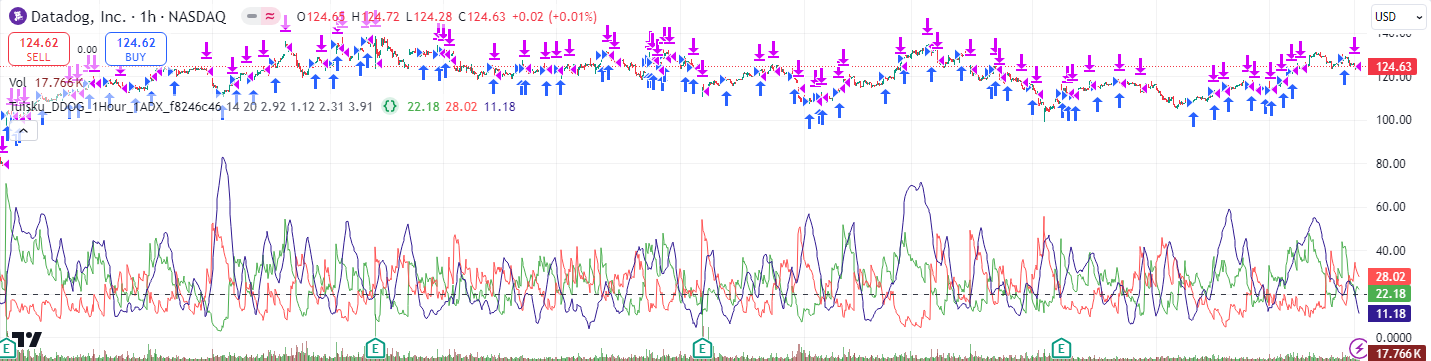 Datadog, Inc. · 1h · NASDAQ O124.65 H124.72 L124.28 C124.63 +0.02 (+0.01%)
USD
124.62 SELL 0.00 124.62 BUY
Vol 17.766K
Tufsku_DDOG_1Hour_1ADX_f8246c46 14 20 2.92 1.12 2.31 3.91 {} 22.18 28.02 11.18
140.00
124.63
120.00
100.00
80.00
60.00
40.00
28.02
22.18
11.18
0.0000
17.766K
E E E E